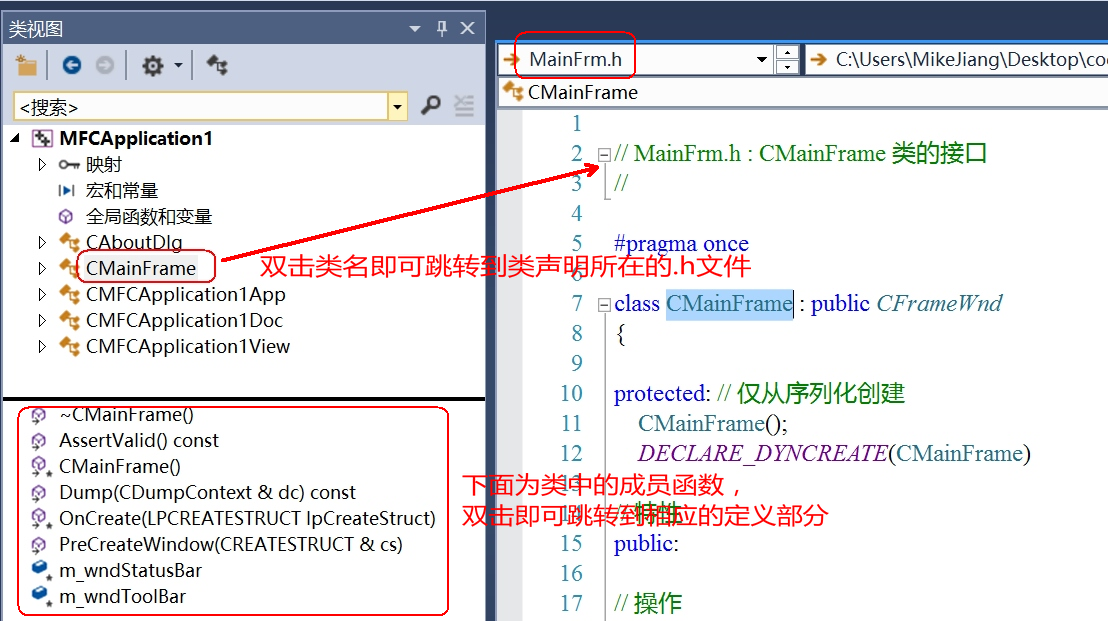 类视图
<搜索>
MFCApplication1
映射
宏和常量
全局函数和变量
CAboutDlg
CMainFrame
CMFCApplication1App
CMFCApplication1Doc
CMFCApplication1View
~CMainFrame()
AssertValid() const
CMainFrame()
Dump(CDumpContext & dc) const
OnCreate(LPCREATESTRUCT lpCreateStruct)
PreCreateWindow(CREATESTRUCT & cs)
m_wndStatusBar
m_wndToolBar
双击类名即可跳转到类声明所在的.h文件
下面为类中的成员函数，
双击即可跳转到相应的定义部分
MainFrm.h
C:\Users\MikeJiang\Desktop\co
CMainFrame
1
2 // MainFrm.h : CMainFrame 类的接口
3 //
4
5 #pragma once
6
7 class CMainFrame : public CFrameWnd
8 {
9
10 protected: // 仅从序列化创建
11 CMainFrame();
12 DECLARE_DYNCREATE(CMainFrame)
13
14 // 特性
15 public:
16
17 // 操作